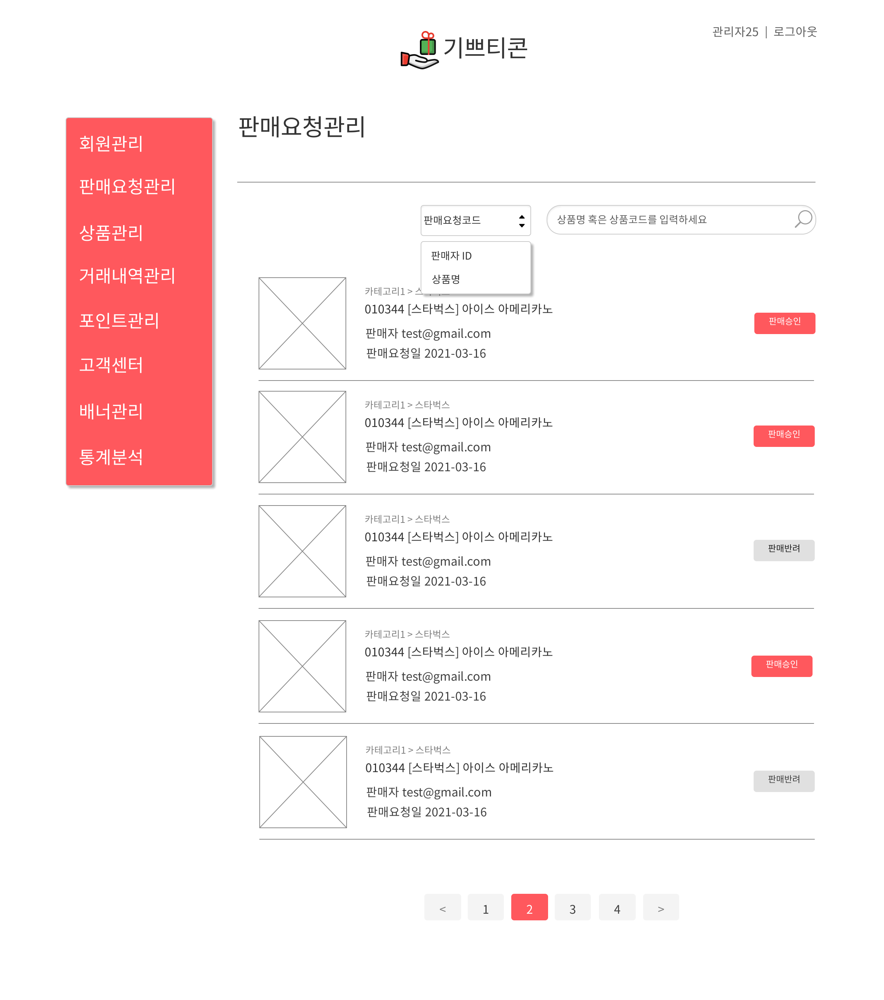 관리자25 | 로그아웃
기쁘티콘
회원관리
판매요청관리
상품관리
거래내역관리
포인트관리
고객센터
배너관리
통계분석
판매요청관리
판매요청코드
상품명 혹은 상품코드를 입력하세요
판매자 ID
상품명
카테고리1 >
010344 [스타벅스] 아이스 아메리카노
판매자 test@gmail.com
판매요청일 2021-03-16
판매승인
카테고리1 > 스타벅스
010344 [스타벅스] 아이스 아메리카노
판매자 test@gmail.com
판매요청일 2021-03-16
판매승인
카테고리1 > 스타벅스
010344 [스타벅스] 아이스 아메리카노
판매자 test@gmail.com
판매요청일 2021-03-16
판매반려
카테고리1 > 스타벅스
010344 [스타벅스] 아이스 아메리카노
판매자 test@gmail.com
판매요청일 2021-03-16
판매승인
카테고리1 > 스타벅스
010344 [스타벅스] 아이스 아메리카노
판매자 test@gmail.com
판매요청일 2021-03-16
판매반려
< 1 2 3 4 >